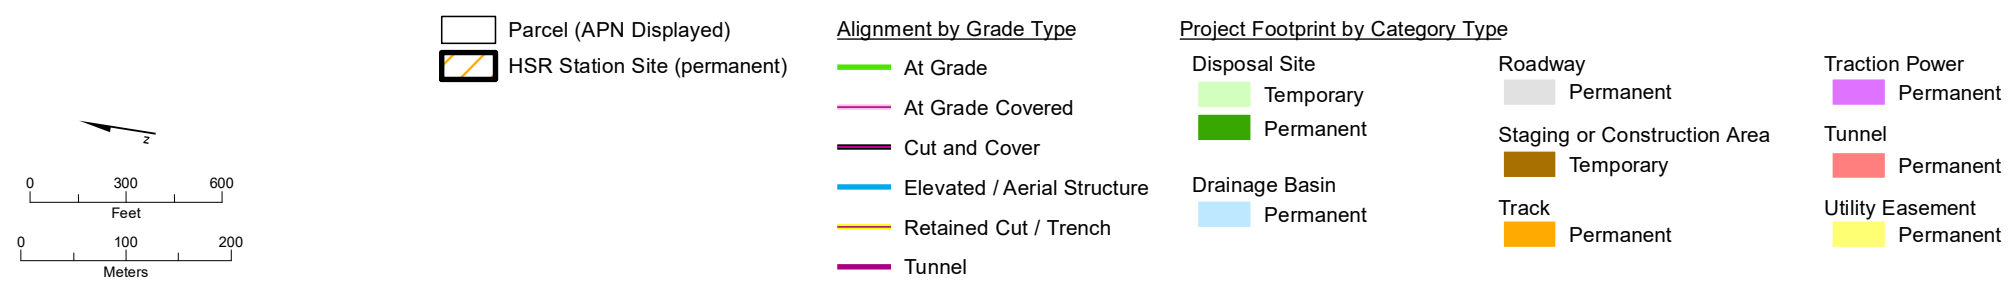 Parcel (APN Displayed)
HSR Station Site (permanent)
z
0 300 600
Feet
0 100 200
Meters
Alignment by Grade Type
At Grade
At Grade Covered
Cut and Cover
Elevated / Aerial Structure
Retained Cut / Trench
Tunnel
Project Footprint by Category Type
Disposal Site
Temporary
Permanent
Drainage Basin
Permanent
Roadway
Permanent
Staging or Construction Area
Temporary
Track
Permanent
Traction Power
Permanent
Tunnel
Permanent
Utility Easement
Permanent